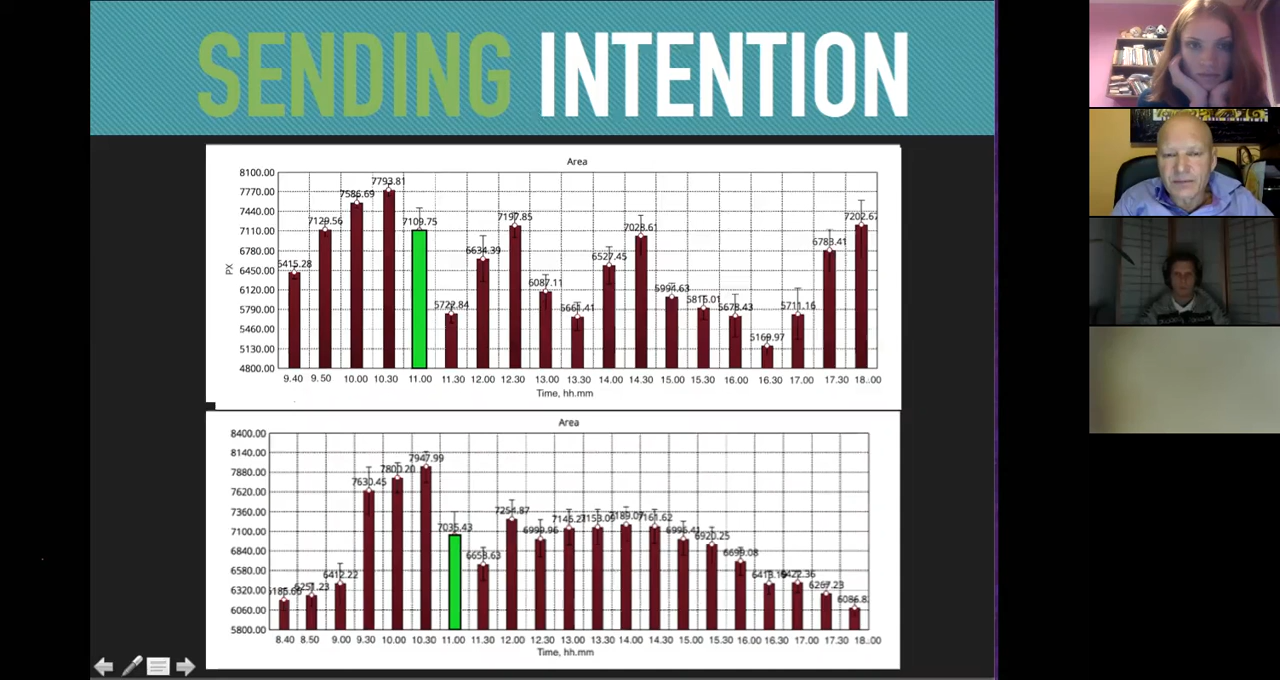 SENDING INTENTION
Area
8100.00
7770.00
7440.00
7110.00
6780.00
6450.00
6120.00
5790.00
5460.00
5130.00
4800.00
PX
7129.56 7586.69 7793.81 7109.75 6634.39 7197.85 6087.11 6527.45 7028.61 5994.63 5815.01 5678.43 5169.97 5711.16 6783.41
9.40 9.50 10.00 10.30 11.00 11.30 12.00 12.30 13.00 13.30 14.00 14.30 15.00 15.30 16.00 16.30 17.00 17.30 18..00
Time, hh.mm
Area
8400.00
8140.00
7880.00
7620.00
7360.00
7100.00
6840.00
6580.00
6320.00
6060.00
5800.00
6251.23 6412.22 7630.45 7800.20 7947.99 7035.43 6658.63 7254.87 6999.96 7161.62 6996.41 6920.25 6267.23
8.40 8.50 9.00 9.30 10.00 10.30 11.00 11.30 12.00 12.30 13.00 13.30 14.00 14.30 15.00 15.30 16.00 16.30 17.00 17.30 18..00
Time, hh.mm